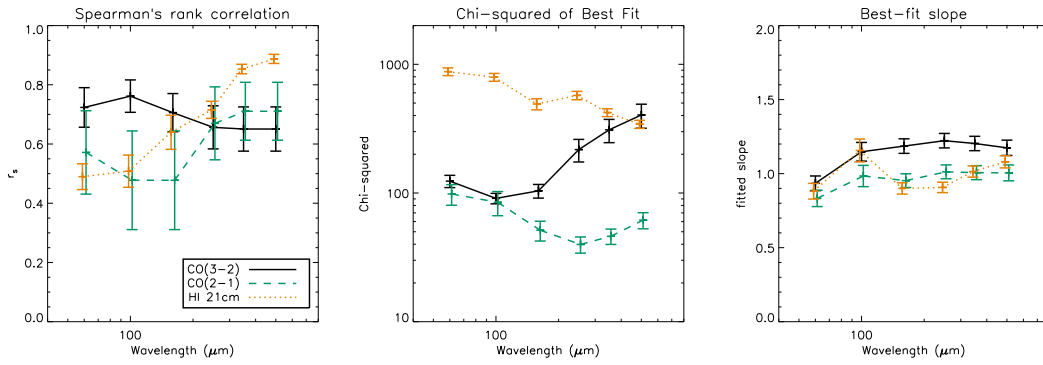 Spearman's rank correlation
1.0
0.8
0.6
0.4
0.2
0.0
r_s
CO(3-2)
CO(2-1)
HI 21cm
100
Wavelength (μm)
Chi-squared of Best Fit
1000
100
10
Chi-squared
100
Wavelength (μm)
Best-fit slope
2.0
1.5
1.0
0.5
0.0
fitted slope
100
Wavelength (μm)